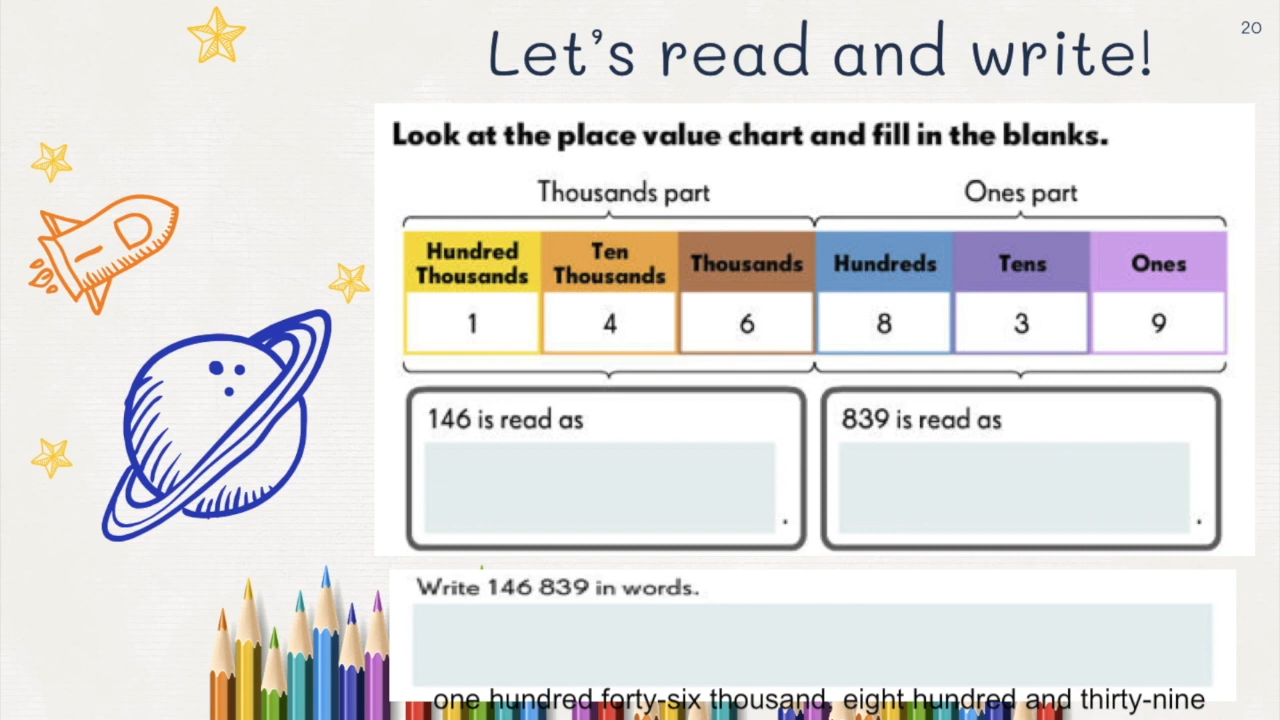 20
Let's read and write!
Look at the place value chart and fill in the blanks.
Thousands part Ones part
Hundred Thousands Ten Thousands Thousands Hundreds Tens Ones
1 4 6 8 3 9
146 is read as 839 is read as
. .
Write 146 839 in words.
one hundred forty-six thousand, eight hundred and thirty-nine